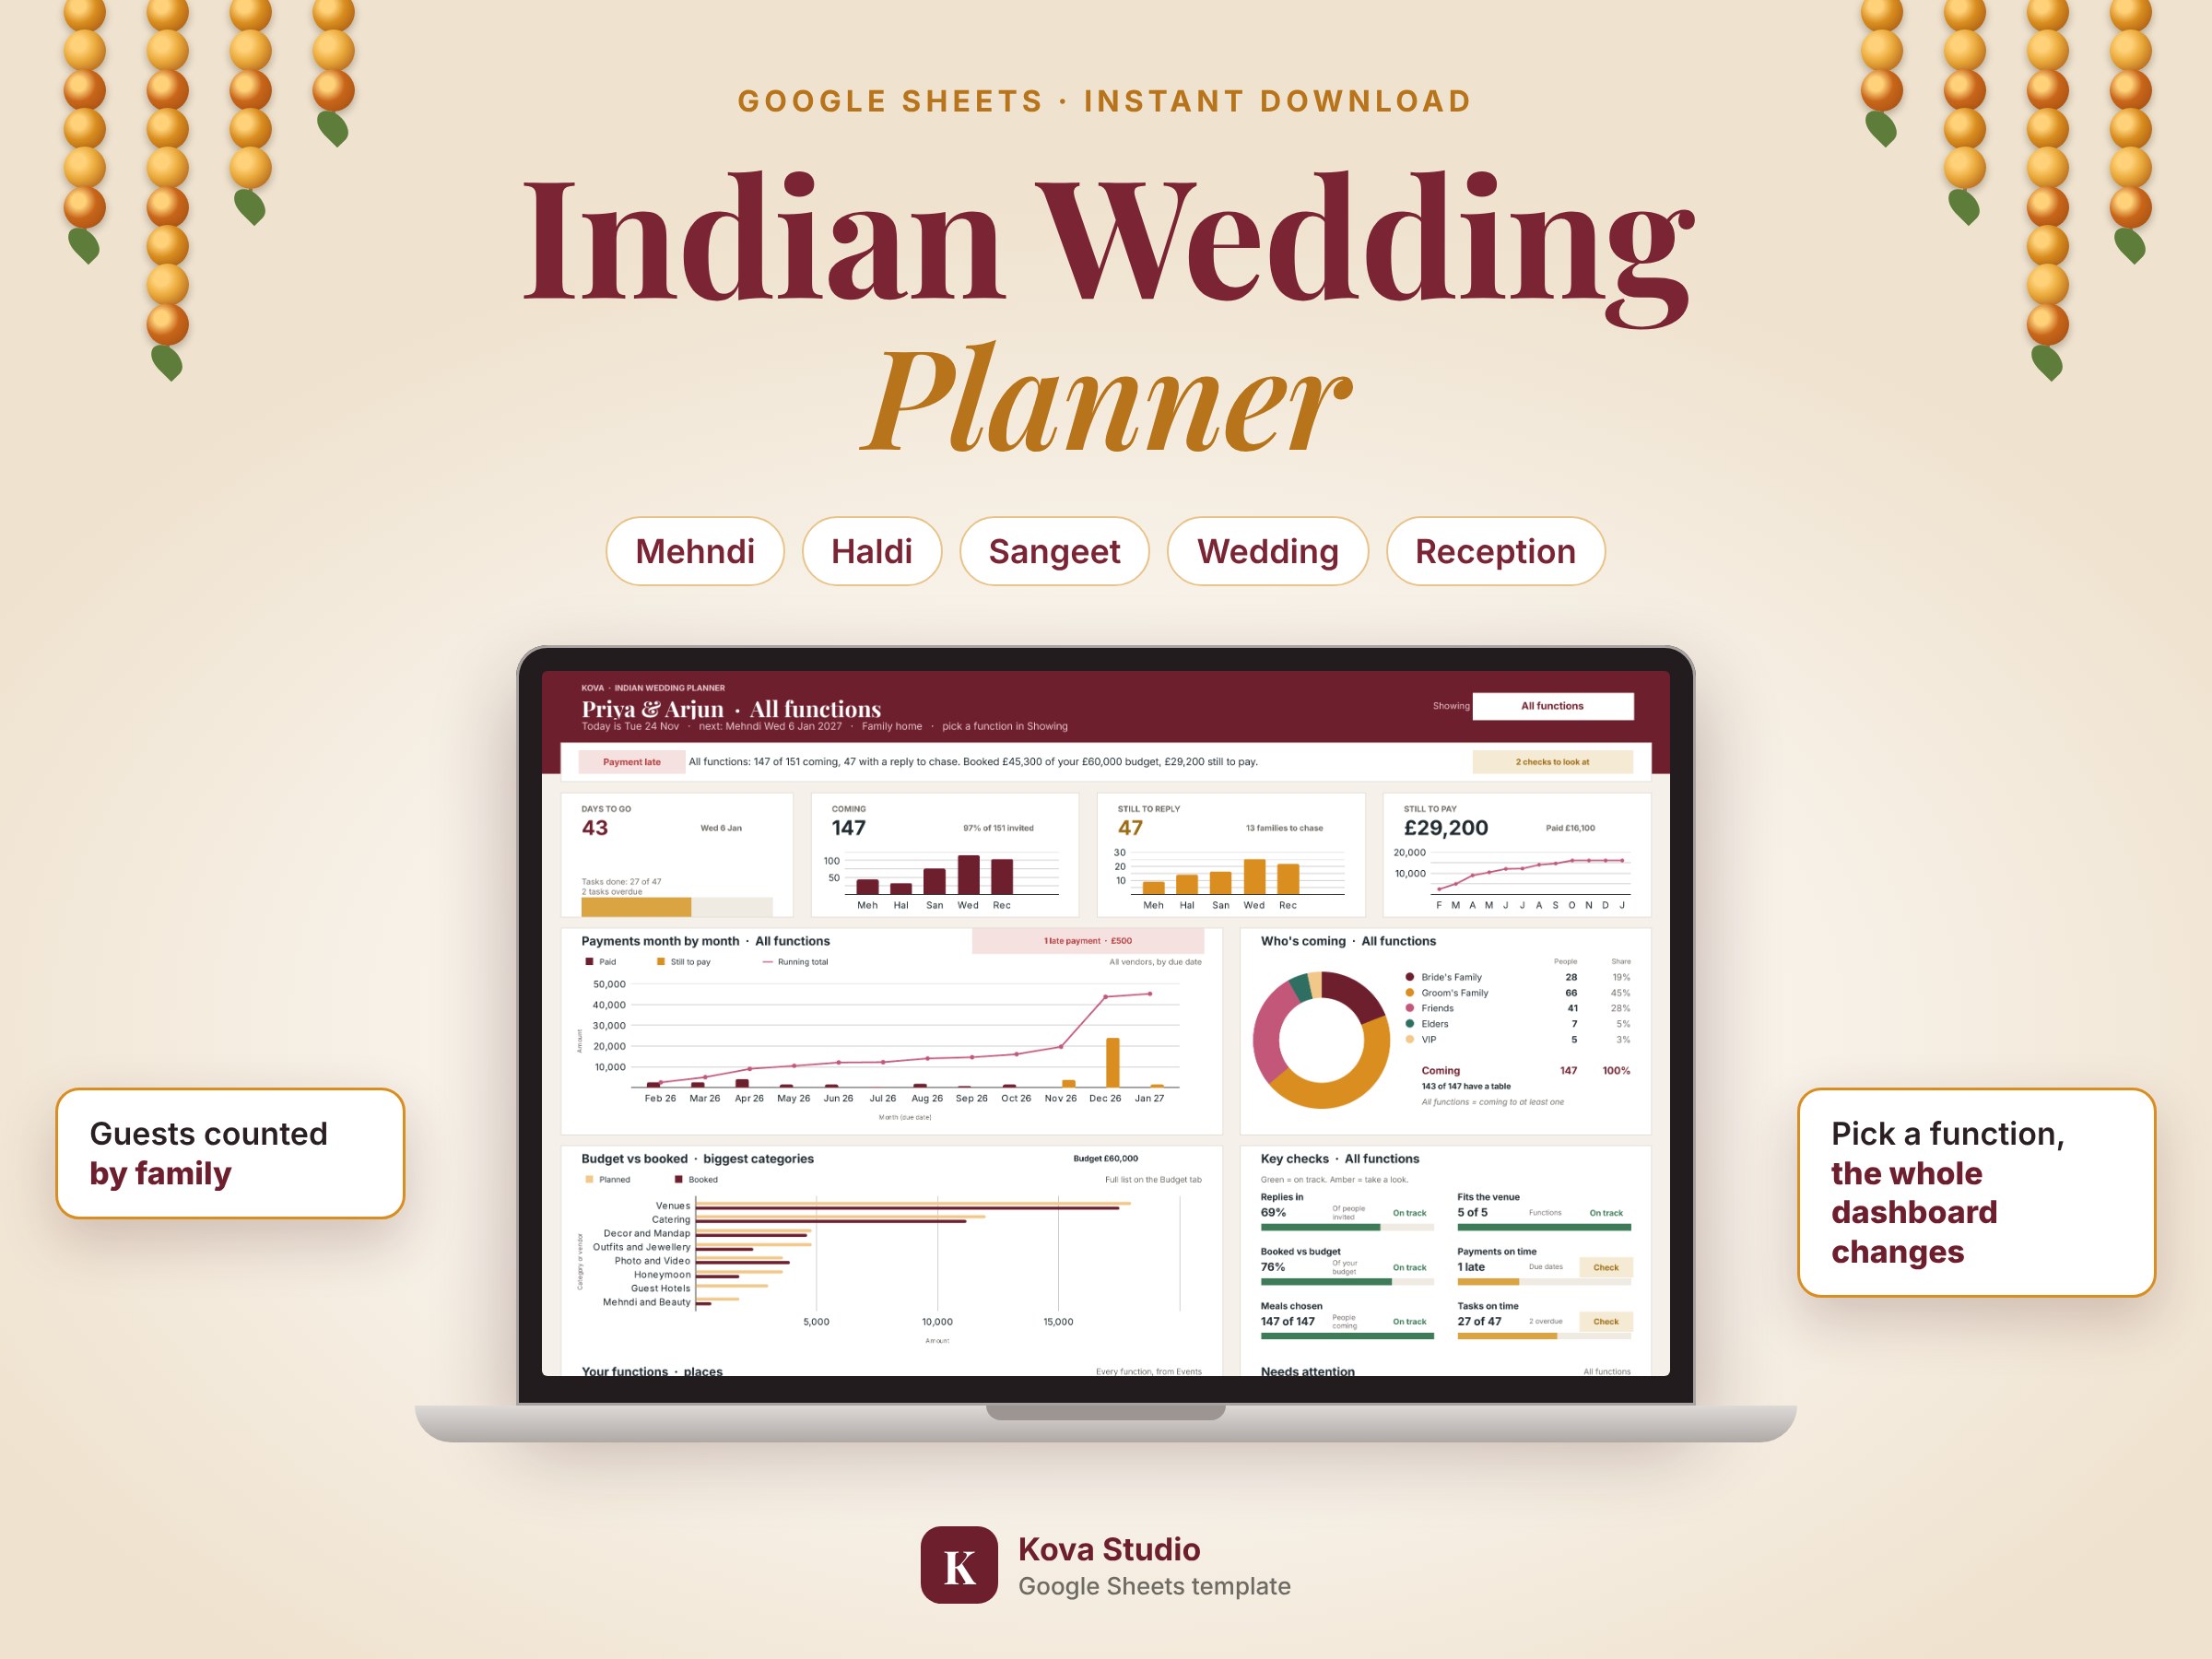 GOOGLE SHEETS · INSTANT DOWNLOAD
Indian Wedding
Planner
Mehndi
Haldi
Sangeet
Wedding
Reception
KOVA · INDIAN WEDDING PLANNER
Priya & Arjun · All functions
Today is Tue 24 Nov · next: Mehndi Wed 6 Jan 2027 · Family home · pick a function in Showing
Showing
All functions
Payment late
All functions: 147 of 151 coming, 47 with a reply to chase. Booked £45,300 of your £60,000 budget, £29,200 still to pay.
2 checks to look at
DAYS TO GO
43
Wed 6 Jan
Tasks done: 27 of 47
2 tasks overdue
COMING
147
97% of 151 invited
100
50
Meh Hal San Wed Rec
STILL TO REPLY
47
13 families to chase
30
20
10
Meh Hal San Wed Rec
STILL TO PAY
£29,200
Paid £16,100
20,000
10,000
F M A M J J A S O N D J
Payments month by month · All functions
1 late payment · £500
Paid
Still to pay
Running total
All vendors, by due date
50,000
40,000
30,000
20,000
10,000
Amount
Feb 26 Mar 26 Apr 26 May 26 Jun 26 Jul 26 Aug 26 Sep 26 Oct 26 Nov 26 Dec 26 Jan 27
Month (due date)
Who's coming · All functions
People Share
Bride's Family 28 19%
Groom's Family 66 45%
Friends 41 28%
Elders 7 5%
VIP 5 3%
Coming 147 100%
143 of 147 have a table
All functions = coming to at least one
Budget vs booked · biggest categories
Budget £60,000
Planned
Booked
Full list on the Budget tab
Category or vendor
Venues
Catering
Decor and Mandap
Outfits and Jewellery
Photo and Video
Honeymoon
Guest Hotels
Mehndi and Beauty
5,000 10,000 15,000
Amount
Key checks · All functions
Green = on track. Amber = take a look.
Replies in
69%
Of people
invited
On track
Fits the venue
5 of 5
Functions
On track
Booked vs budget
76%
Of your
budget
On track
Payments on time
1 late
Due dates
Check
Meals chosen
147 of 147
People
coming
On track
Tasks on time
27 of 47
2 overdue
Check
Your functions · places
Every function, from Events
Needs attention
All functions
Guests counted
by family
Pick a function,
the whole
dashboard
changes
K
Kova Studio
Google Sheets template